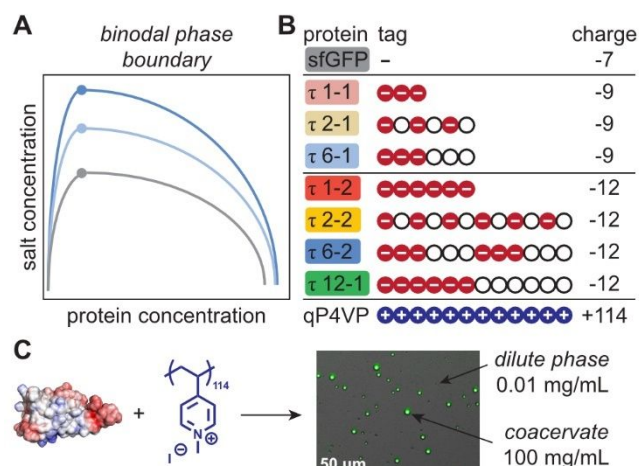 A
binodal phase
boundary
salt concentration
protein concentration
B
protein tag charge
sfGFP – -7
τ 1-1 -9
τ 2-1 -9
τ 6-1 -9
τ 1-2 -12
τ 2-2 -12
τ 6-2 -12
τ 12-1 -12
qP4VP +114
C
+
114
N
+
I
−
dilute phase
0.01 mg/mL
coacervate
100 mg/mL
50 µm